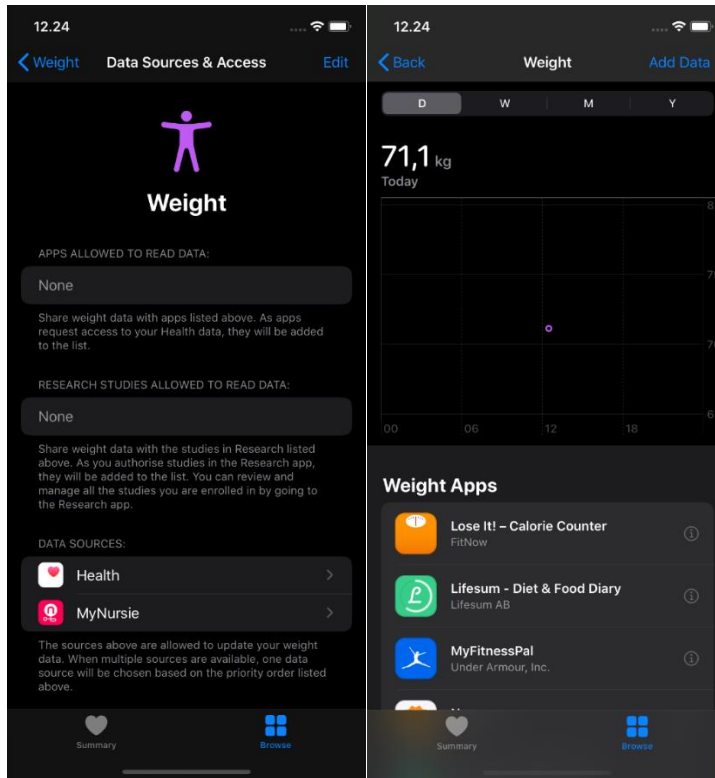 12.24
Weight
Data Sources & Access
Edit
Weight
APPS ALLOWED TO READ DATA:
None
Share weight data with apps listed above. As apps
request access to your Health data, they will be added
to the list.
RESEARCH STUDIES ALLOWED TO READ DATA:
None
Share weight data with the studies in Research listed
above. As you authorise studies in the Research app,
they will be added to the list. You can review and
manage all the studies you are enrolled in by going to
the Research app.
DATA SOURCES:
Health
MyNursie
The sources above are allowed to update your weight
data. When multiple sources are available, one data
source will be chosen based on the priority order listed
above.
Summary
Browse
12.24
Back
Weight
Add Data
D
W
M
Y
71,1 kg
Today
00
06
12
18
Weight Apps
Lose It! – Calorie Counter
FitNow
Lifesum - Diet & Food Diary
Lifesum AB
MyFitnessPal
Under Armour, Inc.
Summary
Browse